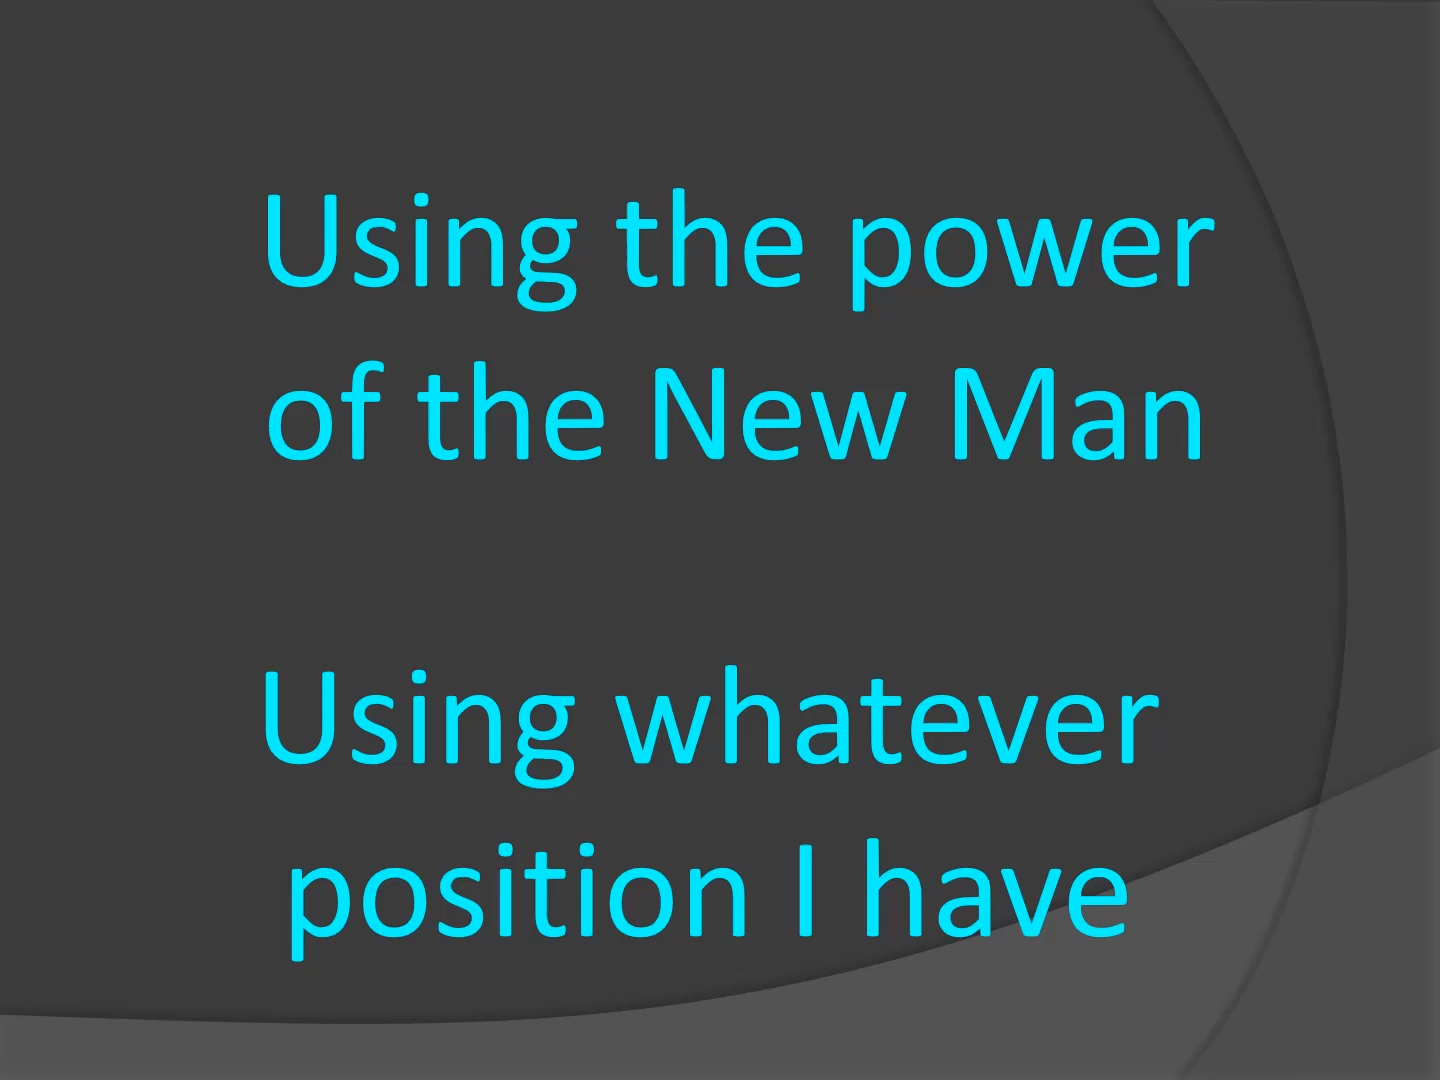 Using the power
of the New Man
Using whatever
position I have